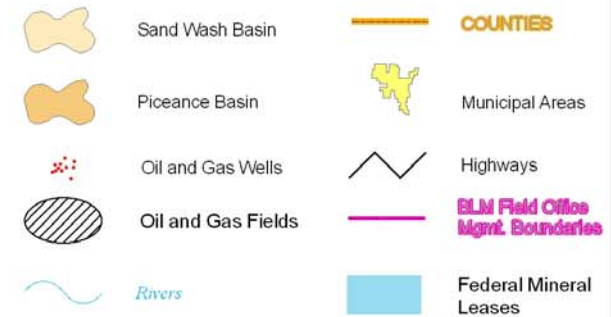 Sand Wash Basin
COUNTIES
Piceance Basin
Municipal Areas
Oil and Gas Wells
Highways
Oil and Gas Fields
BLM Field Office
Mgmt. Boundaries
Rivers
Federal Mineral
Leases